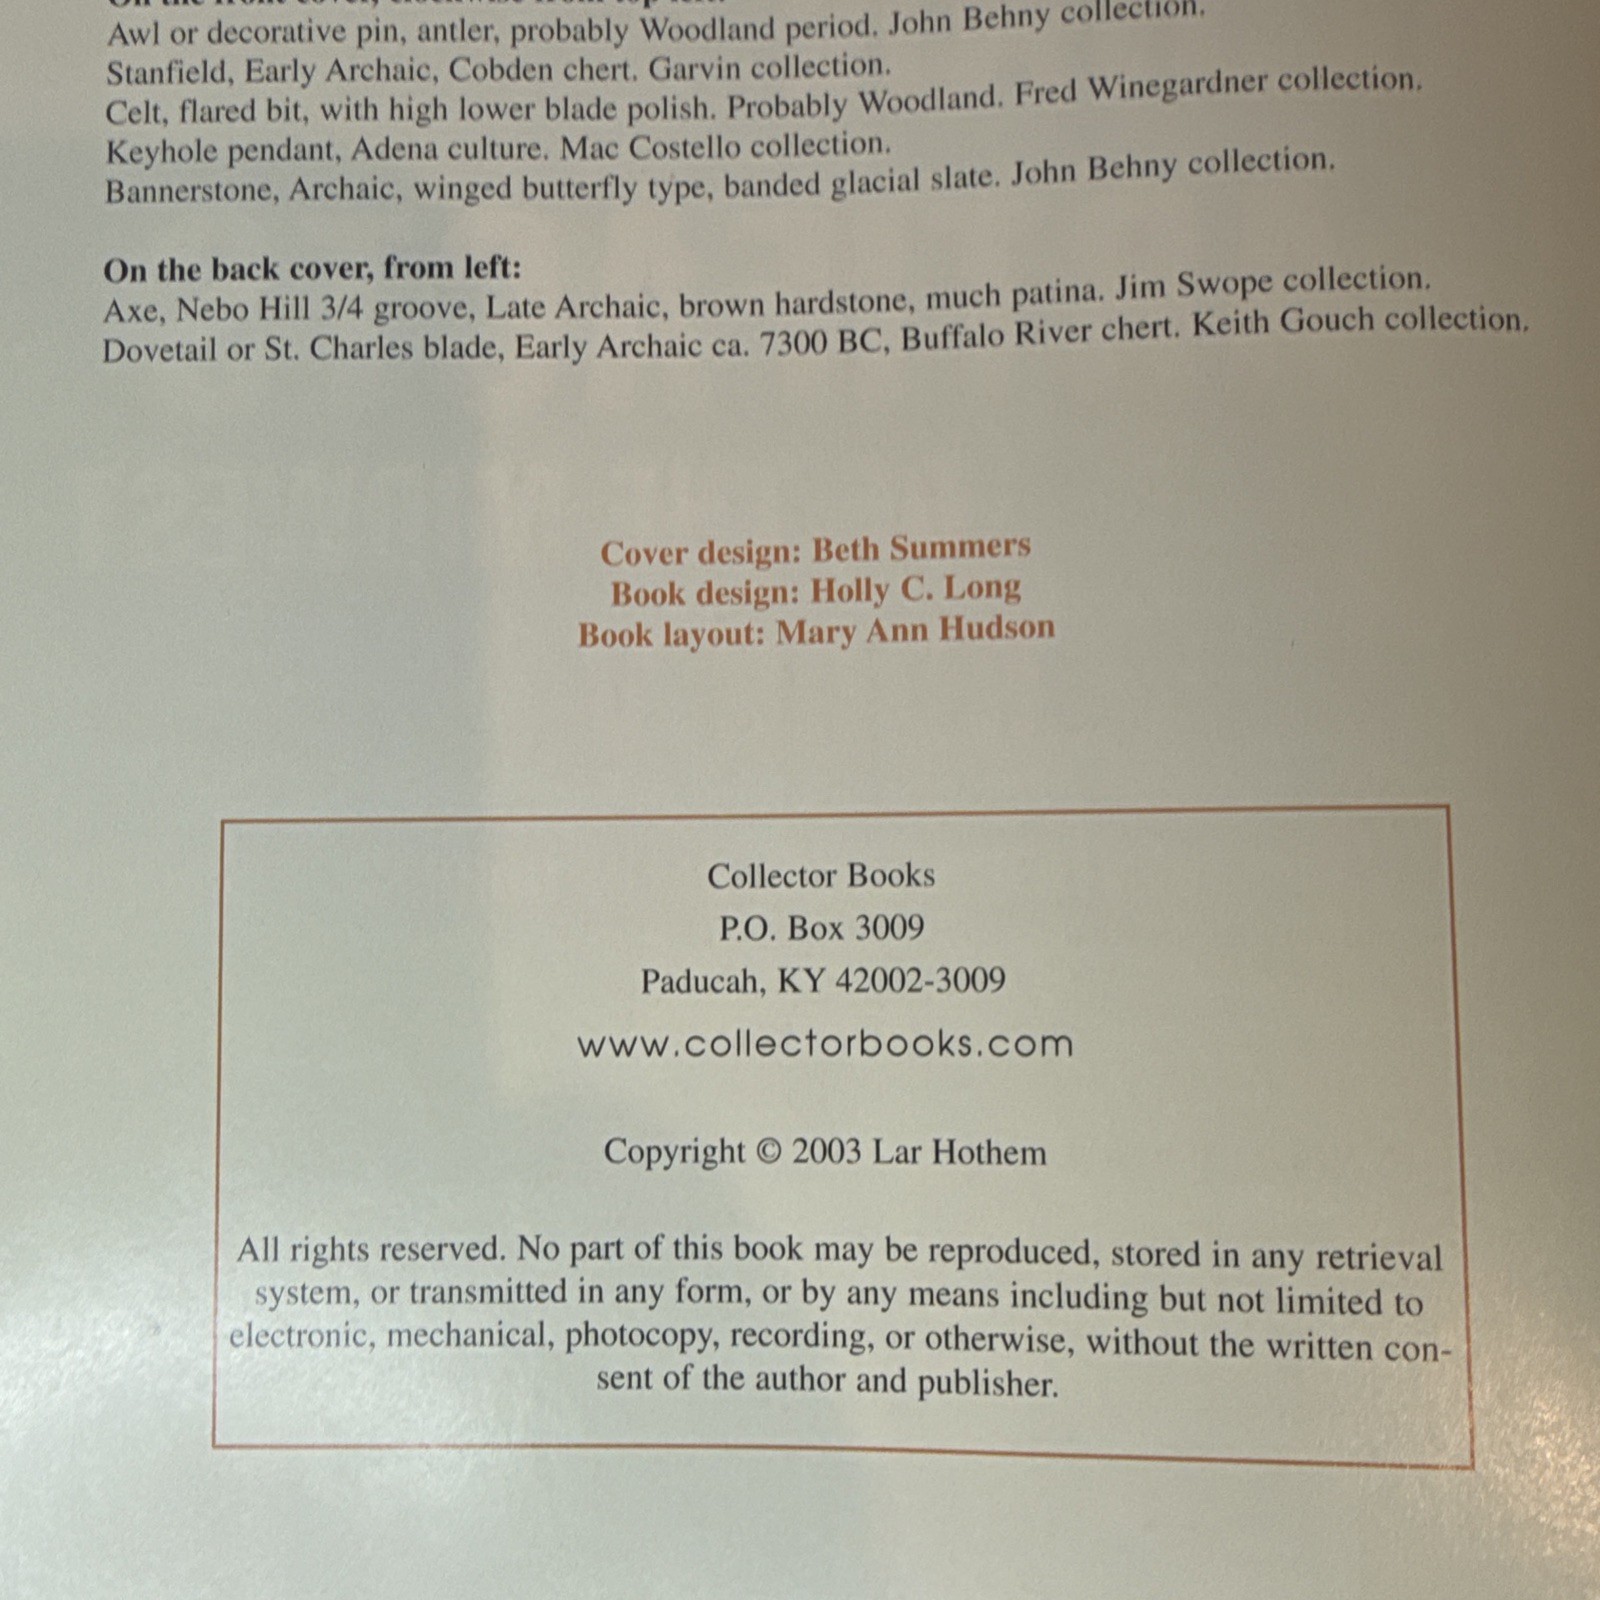 On the front cover, clockwise from top left:
Awl or decorative pin, antler, probably Woodland period. John Behny collection.
Stanfield, Early Archaic, Cobden chert. Garvin collection.
Celt, flared bit, with high lower blade polish. Probably Woodland. Fred Winegardner collection.
Keyhole pendant, Adena culture. Mac Costello collection.
Bannerstone, Archaic, winged butterfly type, banded glacial slate. John Behny collection.
On the back cover, from left:
Axe, Nebo Hill 3/4 groove, Late Archaic, brown hardstone, much patina. Jim Swope collection.
Dovetail or St. Charles blade, Early Archaic ca. 7300 BC, Buffalo River chert. Keith Gouch collection.
Cover design: Beth Summers
Book design: Holly C. Long
Book layout: Mary Ann Hudson
Collector Books
P.O. Box 3009
Paducah, KY 42002-3009
www.collectorbooks.com
Copyright © 2003 Lar Hothem
All rights reserved. No part of this book may be reproduced, stored in any retrieval
system, or transmitted in any form, or by any means including but not limited to
electronic, mechanical, photocopy, recording, or otherwise, without the written con-
sent of the author and publisher.